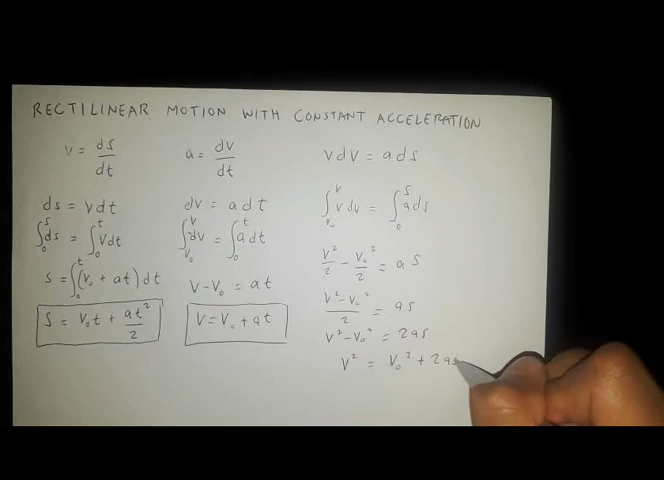 RECTILINEAR MOTION WITH CONSTANT ACCELERATION
v = ds/dt
ds = vdt
∫₀ˢ ds = ∫₀ᵗ vdt
s = ∫₀ᵗ (v₀ + at) dt
s = v₀t + at²/2
a = dv/dt
dv = adt
∫ᵥ₀ⱽ dv = ∫₀ᵗ adt
v - v₀ = at
v = v₀ + at
vdv = ads
∫ᵥ₀ⱽ vdv = ∫₀ˢ ads
v²/2 - v₀²/2 = as
v² - v₀²/2 = as
v² - v₀² = 2as
v² = v₀² + 2as